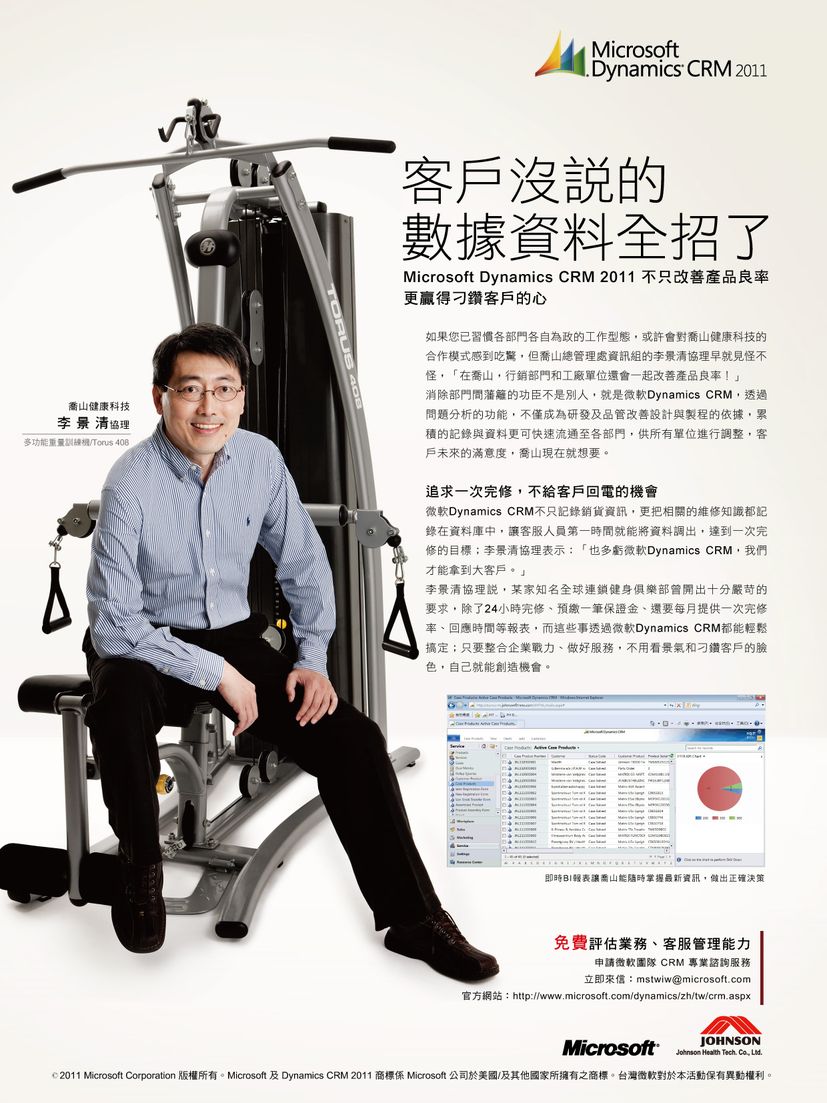 Microsoft
Dynamics CRM 2011
客戶沒説的
數據資料全招了
Microsoft Dynamics CRM 2011 不只改善產品良率
更贏得刁鑽客戶的心
如果您已習慣各部門各自為政的工作型態，或許會對喬山健康科技的
合作模式感到吃驚，但喬山總管理處資訊組的李景清協理早就見怪不
怪，「在喬山，行銷部門和工廠單位還會一起改善產品良率！」
消除部門間藩籬的功臣不是別人，就是微軟Dynamics CRM，透過
問題分析的功能，不僅成為研發及品管改善設計與製程的依據，累
積的記錄與資料更可快速流通至各部門，供所有單位進行調整，客
戶未來的滿意度，喬山現在就想要。
TORUS 408
喬山健康科技
李景清協理
多功能重量訓練機/Torus 408
追求一次完修，不給客戶回電的機會
微軟Dynamics CRM不只記錄銷貨資訊，更把相關的維修知識都記
錄在資料庫中，讓客服人員第一時間就能將資料調出，達到一次完
修的目標；李景清協理表示：「也多虧微軟Dynamics CRM，我們
才能拿到大客戶。」
李景清協理説，某家知名全球連鎖健身俱樂部曾開出十分嚴苛的
要求，除了24小時完修、預繳一筆保證金、還要每月提供一次完修
率、回應時間等報表，而這些事透過微軟Dynamics CRM都能輕鬆
搞定；只要整合企業戰力、做好服務，不用看景氣和刁鑽客戶的臉
色，自己就能創造機會。
Case Products: Active Case Products
Service
Workplace
Sales
Marketing
Service
Settings
Resource Center
即時BI報表讓喬山能隨時掌握最新資訊，做出正確決策
免費評估業務、客服管理能力
申請微軟團隊 CRM 專業諮詢服務
立即來信：mstwiw@microsoft.com
官方網站：http://www.microsoft.com/dynamics/zh/tw/crm.aspx
Microsoft
JOHNSON
Johnson Health Tech. Co., Ltd.
© 2011 Microsoft Corporation 版權所有。Microsoft 及 Dynamics CRM 2011 商標係 Microsoft 公司於美國/及其他國家所擁有之商標。台灣微軟對於本活動保有異動權利。